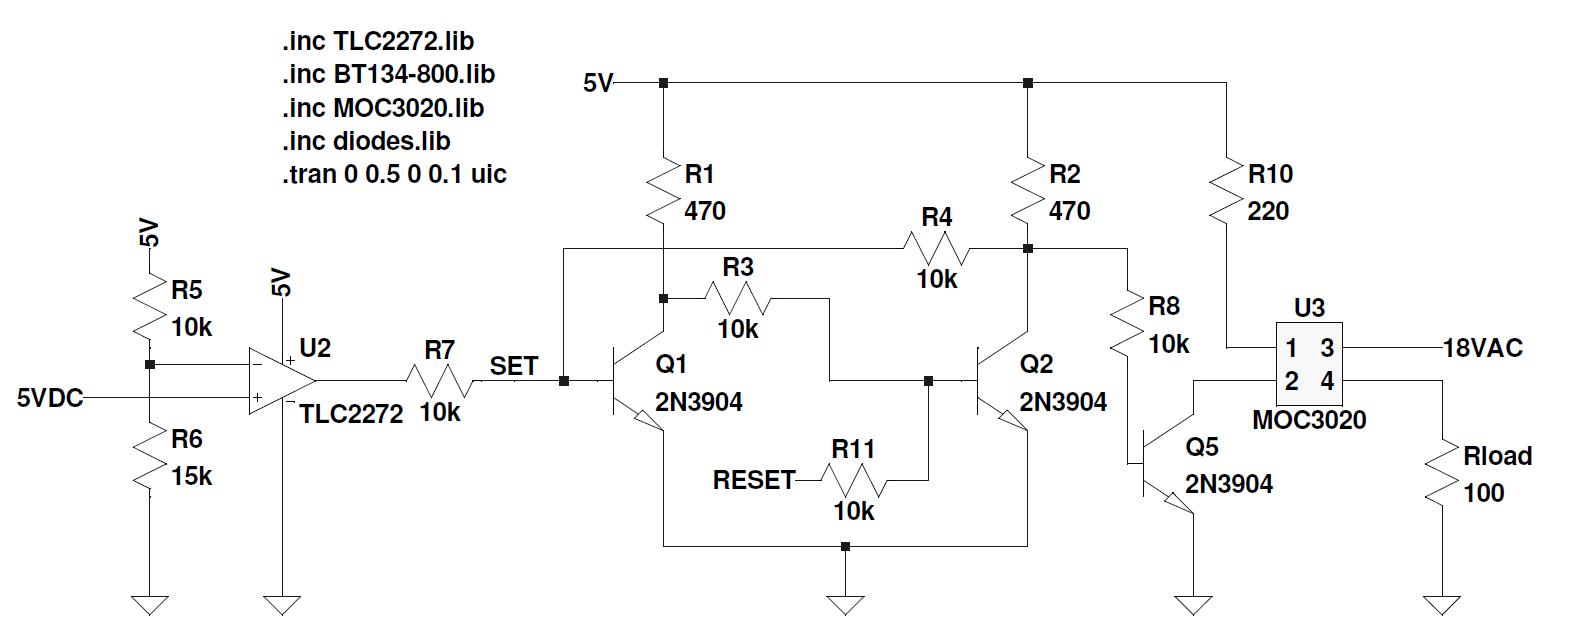 .inc TLC2272.lib
.inc BT134-800.lib
.inc MOC3020.lib
.inc diodes.lib
.tran 0 0.5 0 0.1 uic
5V
R1
470
R2
470
R10
220
R4
10k
5V
R5
10k
5V
R3
10k
R8
10k
U3
1 3
2 4
18VAC
MOC3020
U2
TLC2272
R7
10k
SET
Q1
2N3904
Q2
2N3904
5VDC
R6
15k
R11
10k
RESET
Q5
2N3904
Rload
100